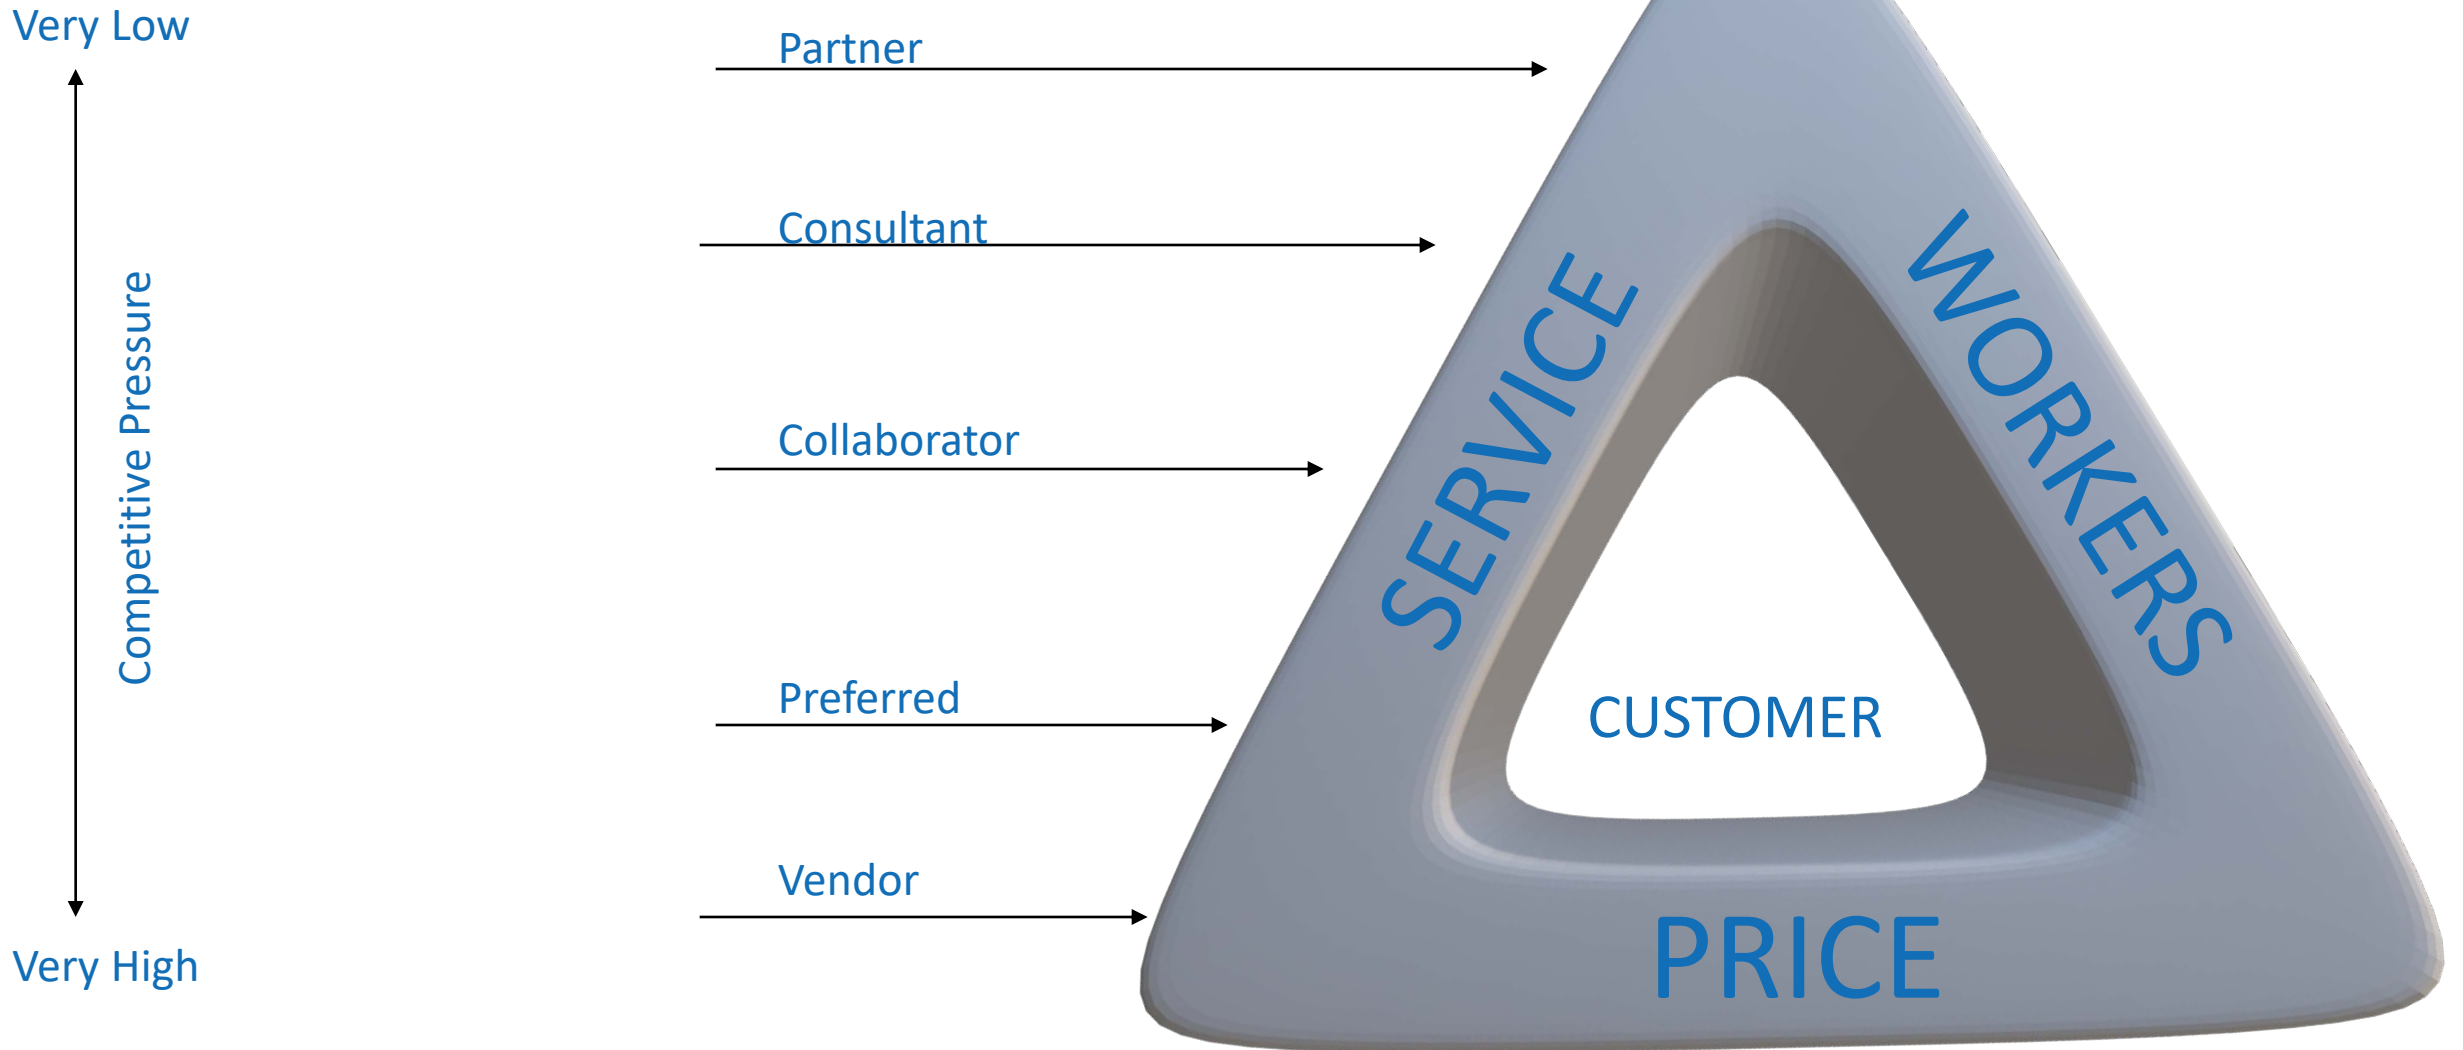 Very Low
Partner
Consultant
Competitive Pressure
Collaborator
Preferred
Vendor
Very High
SERVICE
WORKERS
CUSTOMER
PRICE